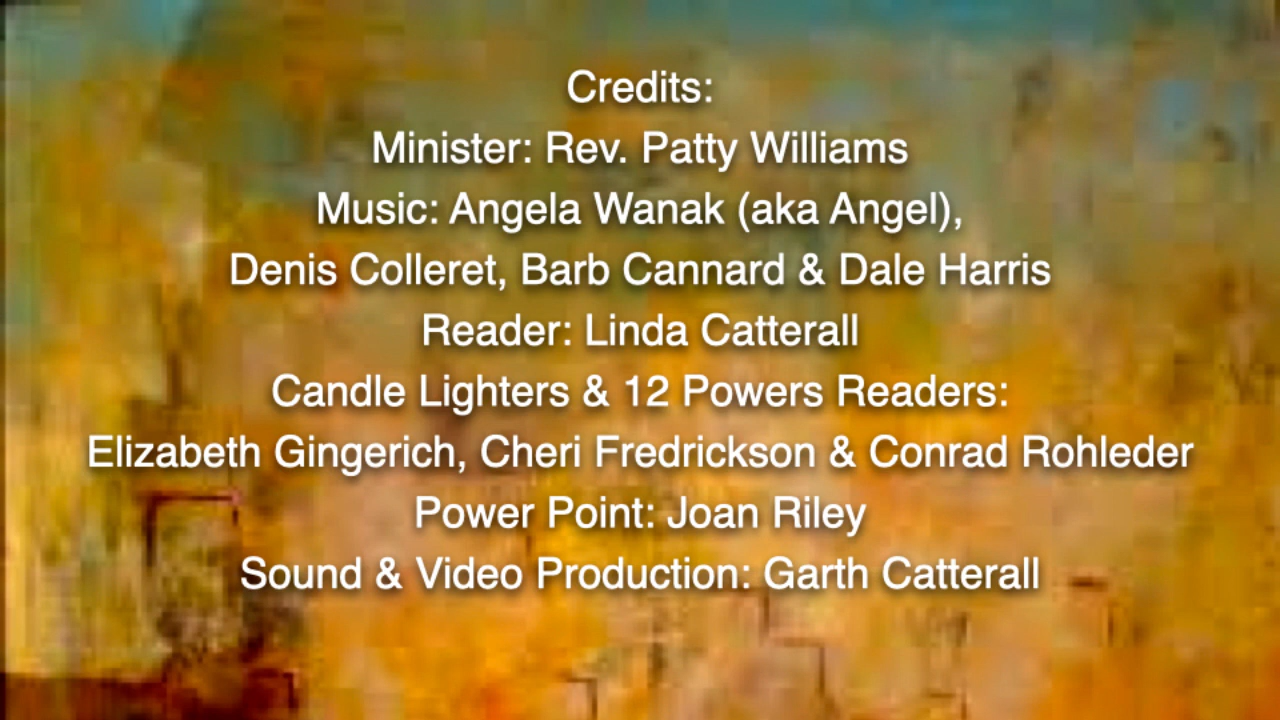 Credits:
Minister: Rev. Patty Williams
Music: Angela Wanak (aka Angel),
Denis Colleret, Barb Cannard & Dale Harris
Reader: Linda Catterall
Candle Lighters & 12 Powers Readers:
Elizabeth Gingerich, Cheri Fredrickson & Conrad Rohleder
Power Point: Joan Riley
Sound & Video Production: Garth Catterall